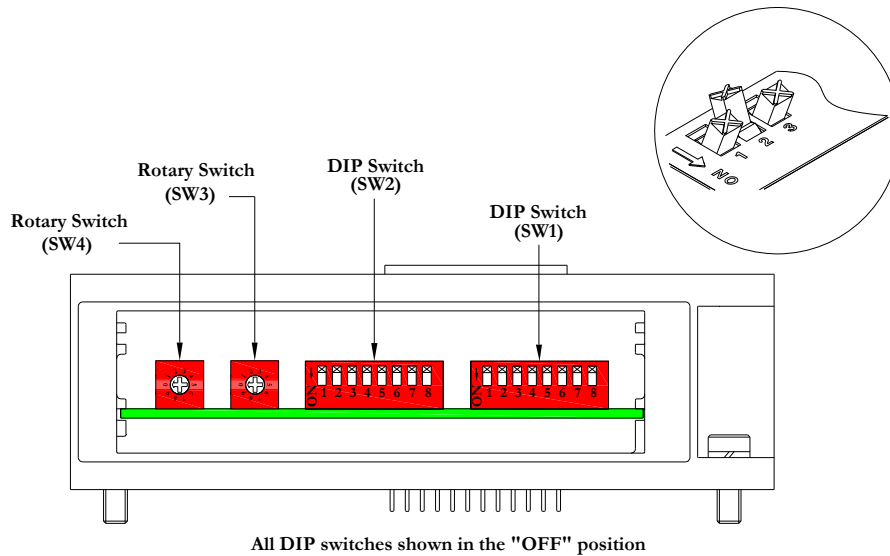 1 2 3
NO
Rotary Switch
(SW3)
DIP Switch
(SW2)
DIP Switch
(SW1)
Rotary Switch
(SW4)
ON 1 2 3 4 5 6 7 8
ON 1 2 3 4 5 6 7 8
All DIP switches shown in the "OFF" position